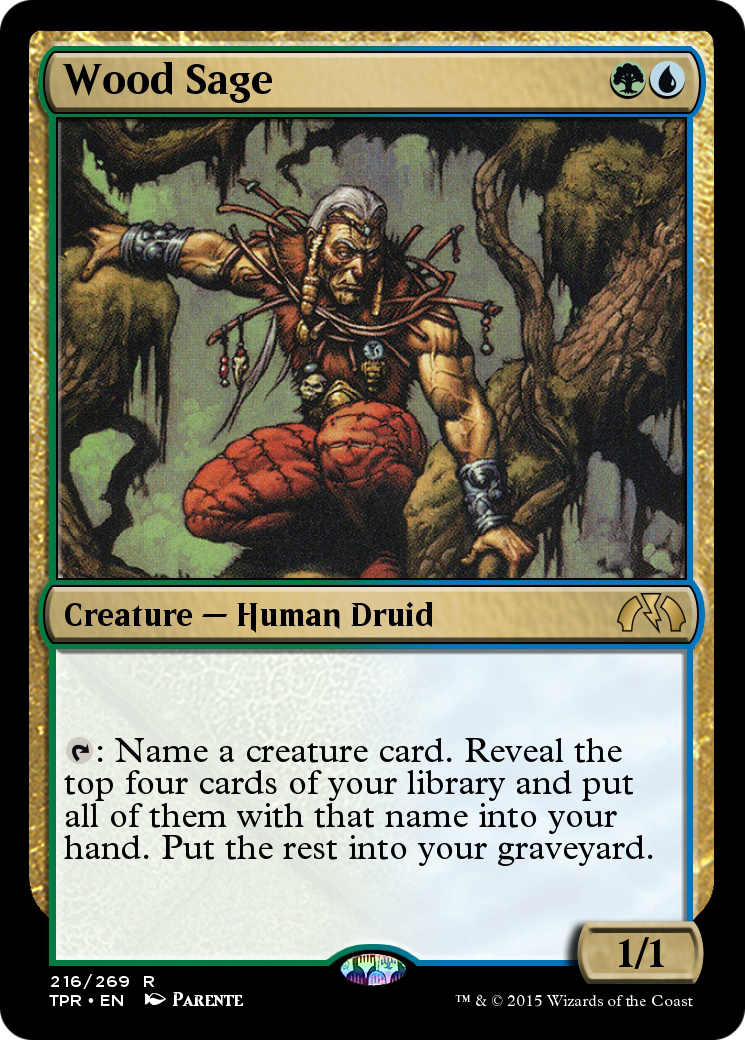 Wood Sage
Creature — Human Druid
: Name a creature card. Reveal the
top four cards of your library and put
all of them with that name into your
hand. Put the rest into your graveyard.
1/1
216/269 R
TPR • EN PARENTE
™ & © 2015 Wizards of the Coast